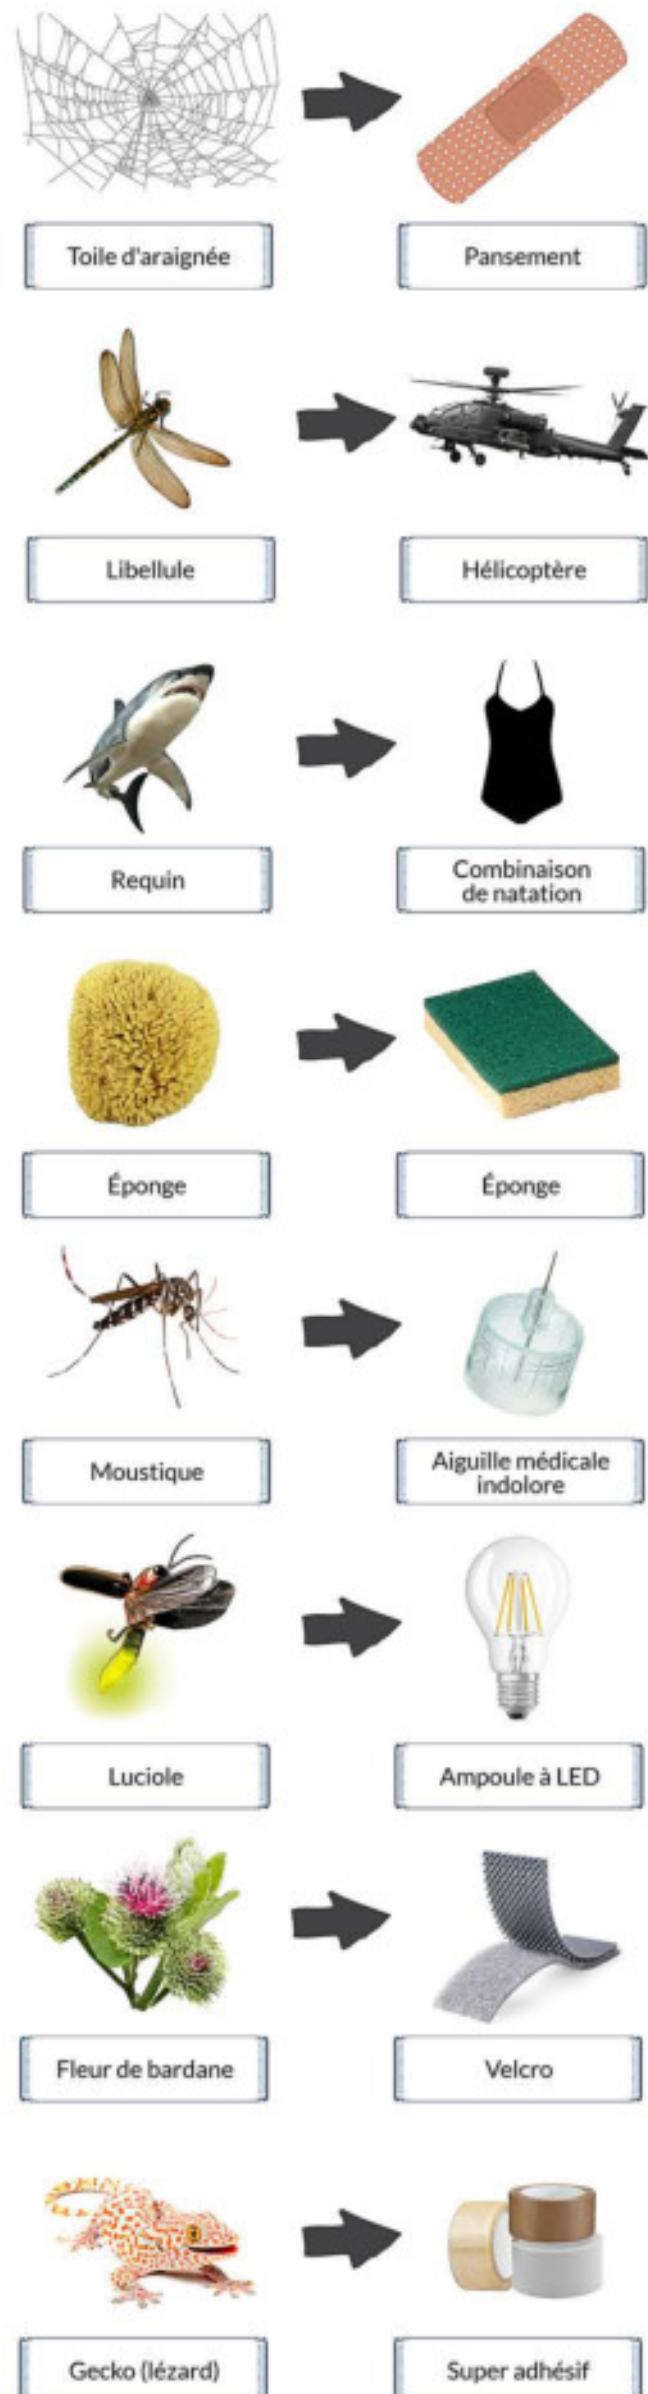 Toile d'araignée
Pansement
Libellule
Hélicoptère
Requin
Combinaison
de natation
Éponge
Éponge
Moustique
Aiguille médicale
indolore
Luciole
Ampoule à LED
Fleur de bardane
Velcro
Gecko (lézard)
Super adhésif